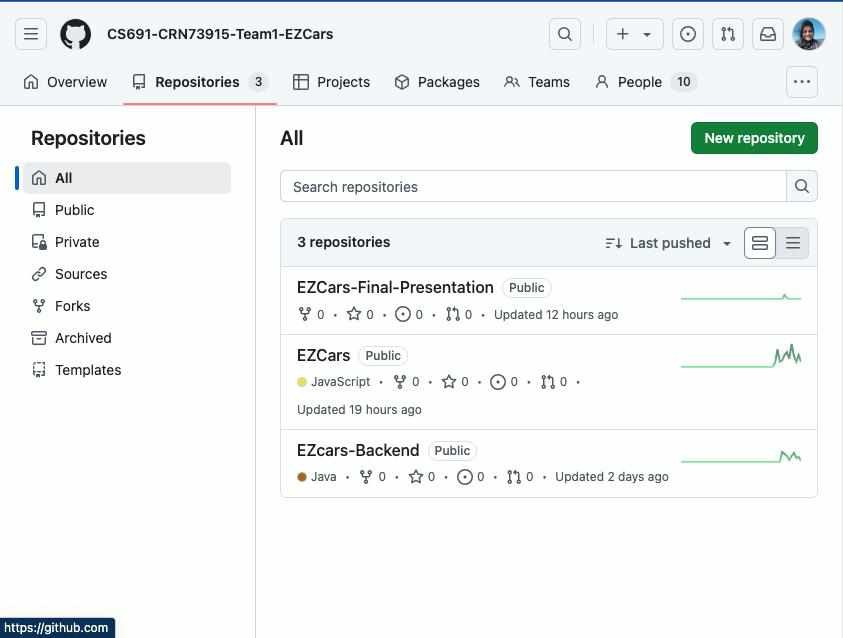 CS691-CRN73915-Team1-EZCars
Overview Repositories 3 Projects Packages Teams People 10
Repositories
All
Public
Private
Sources
Forks
Archived
Templates
All
New repository
Search repositories
3 repositories
Last pushed
EZCars-Final-Presentation Public
0 · 0 · 0 · 0 · Updated 12 hours ago
EZCars Public
JavaScript · 0 · 0 · 0 · 0 ·
Updated 19 hours ago
EZcars-Backend Public
Java · 0 · 0 · 0 · 0 · Updated 2 days ago
https://github.com